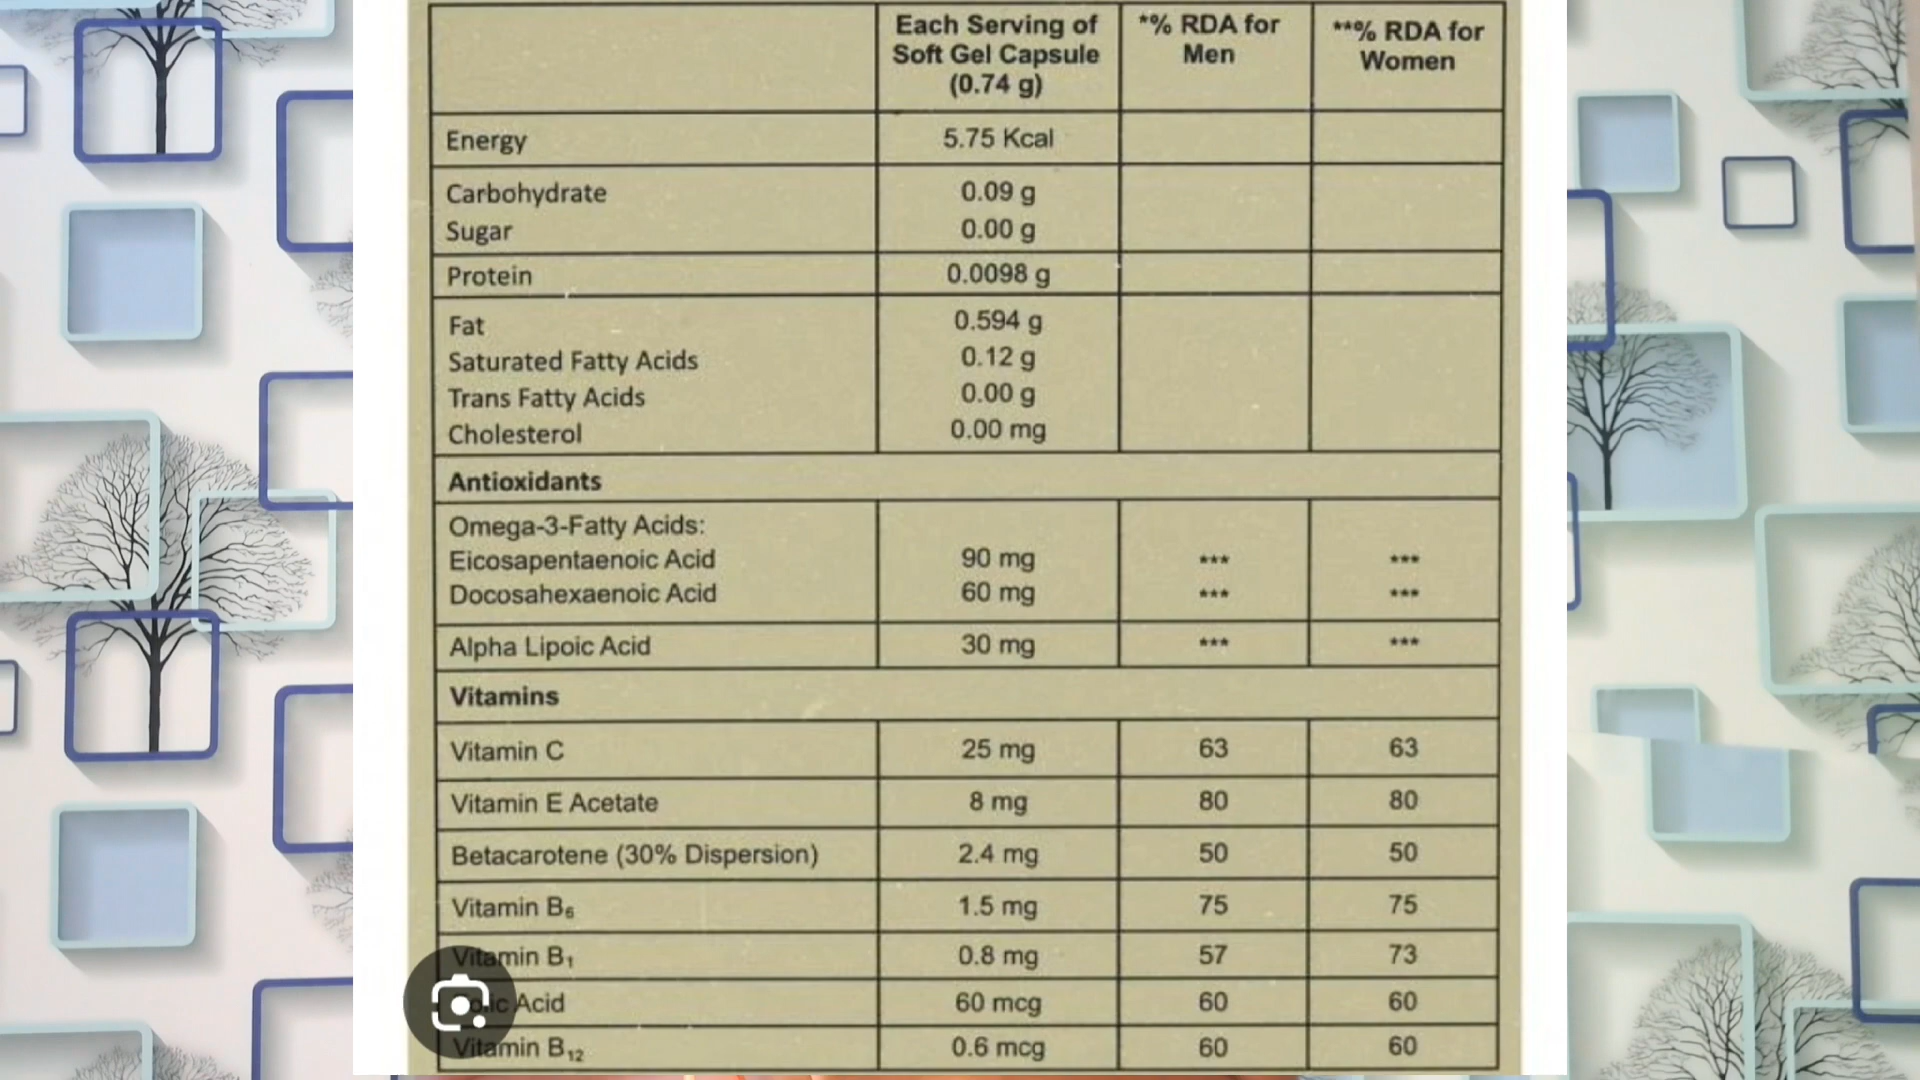 Each Serving of Soft Gel Capsule (0.74 g) *% RDA for Men **% RDA for Women
Energy 5.75 Kcal
Carbohydrate 0.09 g
Sugar 0.00 g
Protein 0.0098 g
Fat 0.594 g
Saturated Fatty Acids 0.12 g
Trans Fatty Acids 0.00 g
Cholesterol 0.00 mg
Antioxidants
Omega-3-Fatty Acids:
Eicosapentaenoic Acid 90 mg *** ***
Docosahexaenoic Acid 60 mg *** ***
Alpha Lipoic Acid 30 mg *** ***
Vitamins
Vitamin C 25 mg 63 63
Vitamin E Acetate 8 mg 80 80
Betacarotene (30% Dispersion) 2.4 mg 50 50
Vitamin B₆ 1.5 mg 75 75
Vitamin B₁ 0.8 mg 57 73
Folic Acid 60 mcg 60 60
Vitamin B₁₂ 0.6 mcg 60 60